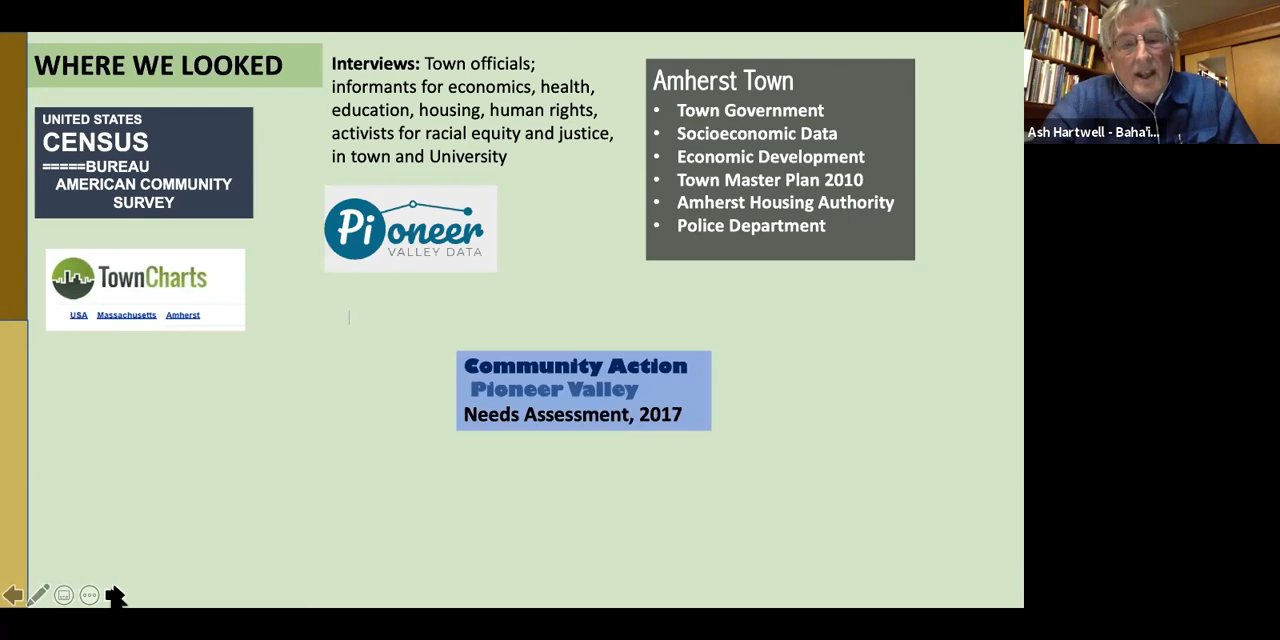 WHERE WE LOOKED
UNITED STATES
CENSUS
=====BUREAU
AMERICAN COMMUNITY
SURVEY
TownCharts
USA Massachusetts Amherst
Interviews: Town officials;
informants for economics, health,
education, housing, human rights,
activists for racial equity and justice,
in town and University
Pioneer
VALLEY DATA
Amherst Town
• Town Government
• Socioeconomic Data
• Economic Development
• Town Master Plan 2010
• Amherst Housing Authority
• Police Department
Community Action
Pioneer Valley
Needs Assessment, 2017
Ash Hartwell - Baha'i...